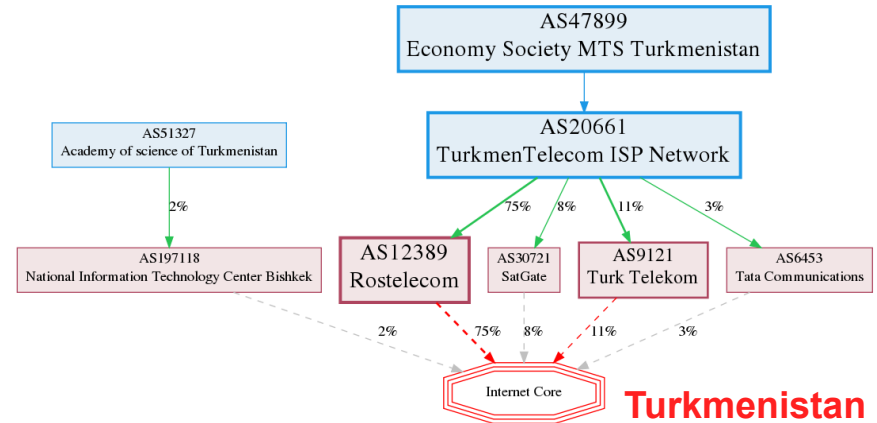 AS47899
Economy Society MTS Turkmenistan
AS51327
Academy of science of Turkmenistan
AS20661
TurkmenTelecom ISP Network
2%
75%
8%
11%
3%
AS197118
National Information Technology Center Bishkek
AS12389
Rostelecom
AS30721
SatGate
AS9121
Turk Telekom
AS6453
Tata Communications
2%
75%
8%
11%
3%
Internet Core
Turkmenistan